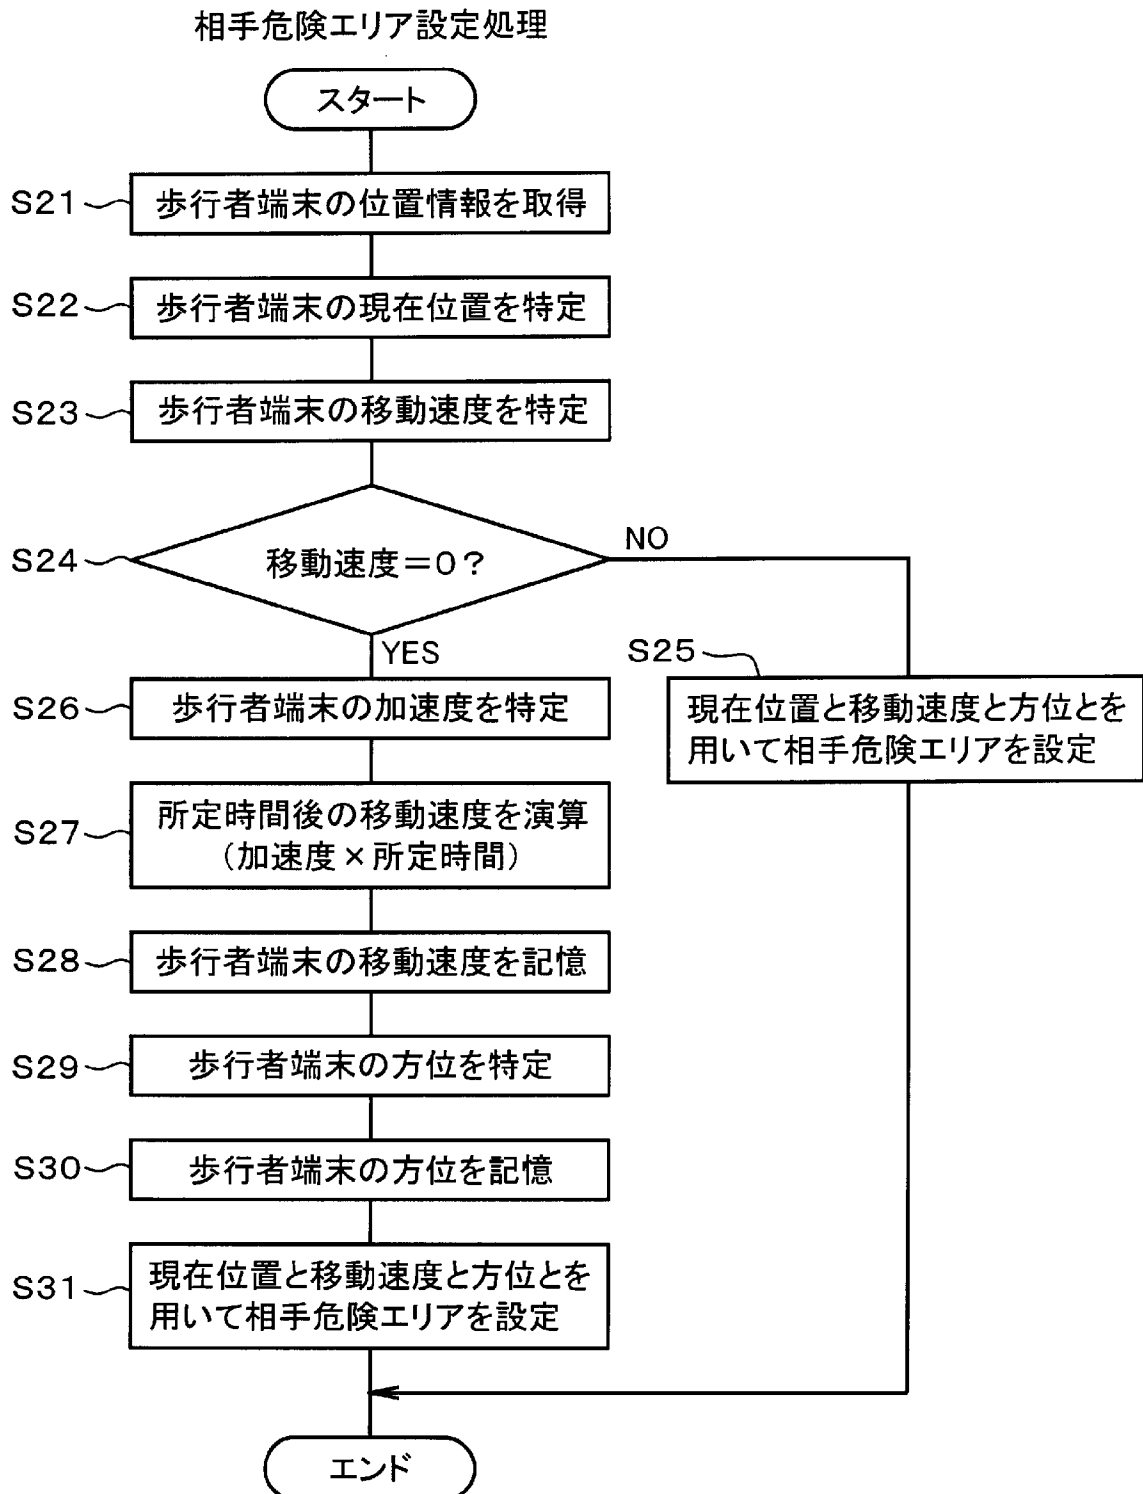 相手危険エリア設定処理
スタート
S21
歩行者端末の位置情報を取得
S22
歩行者端末の現在位置を特定
S23
歩行者端末の移動速度を特定
S24
移動速度＝0？
NO
YES
S25
現在位置と移動速度と方位とを
用いて相手危険エリアを設定
S26
歩行者端末の加速度を特定
S27
所定時間後の移動速度を演算
（加速度×所定時間）
S28
歩行者端末の移動速度を記憶
S29
歩行者端末の方位を特定
S30
歩行者端末の方位を記憶
S31
現在位置と移動速度と方位とを
用いて相手危険エリアを設定
エンド